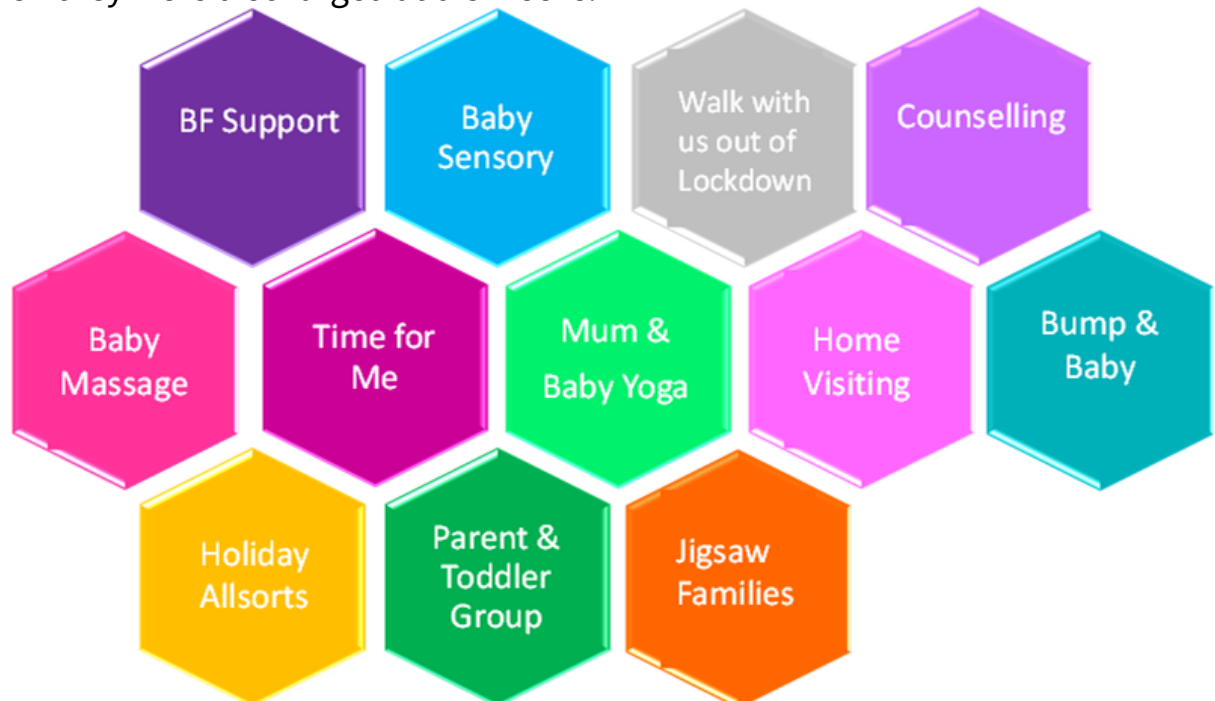 BF Support
Baby
Sensory
Walk with
us out of
Lockdown
Counselling
Baby
Massage
Time for
Me
Mum &
Baby Yoga
Home
Visiting
Bump &
Baby
Holiday
Allsorts
Parent &
Toddler
Group
Jigsaw
Families